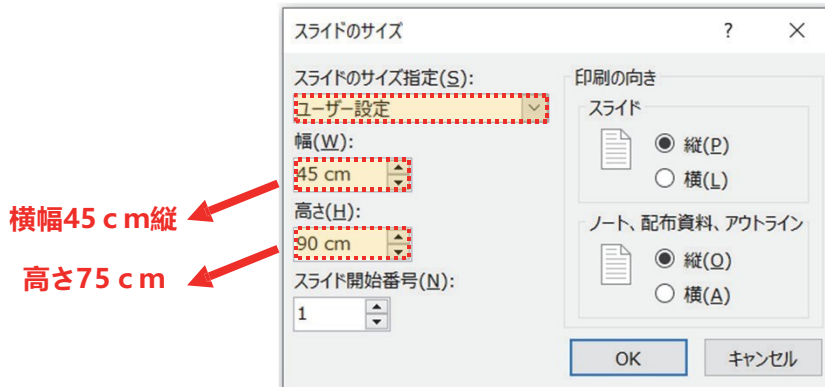 スライドのサイズ
?
×
スライドのサイズ指定(S):
ユーザー設定
幅(W):
45 cm
高さ(H):
90 cm
スライド開始番号(N):
1
印刷の向き
スライド
縦(P)
横(L)
ノート、配布資料、アウトライン
縦(O)
横(A)
OK
キャンセル
横幅45ｃｍ縦
高さ75ｃｍ